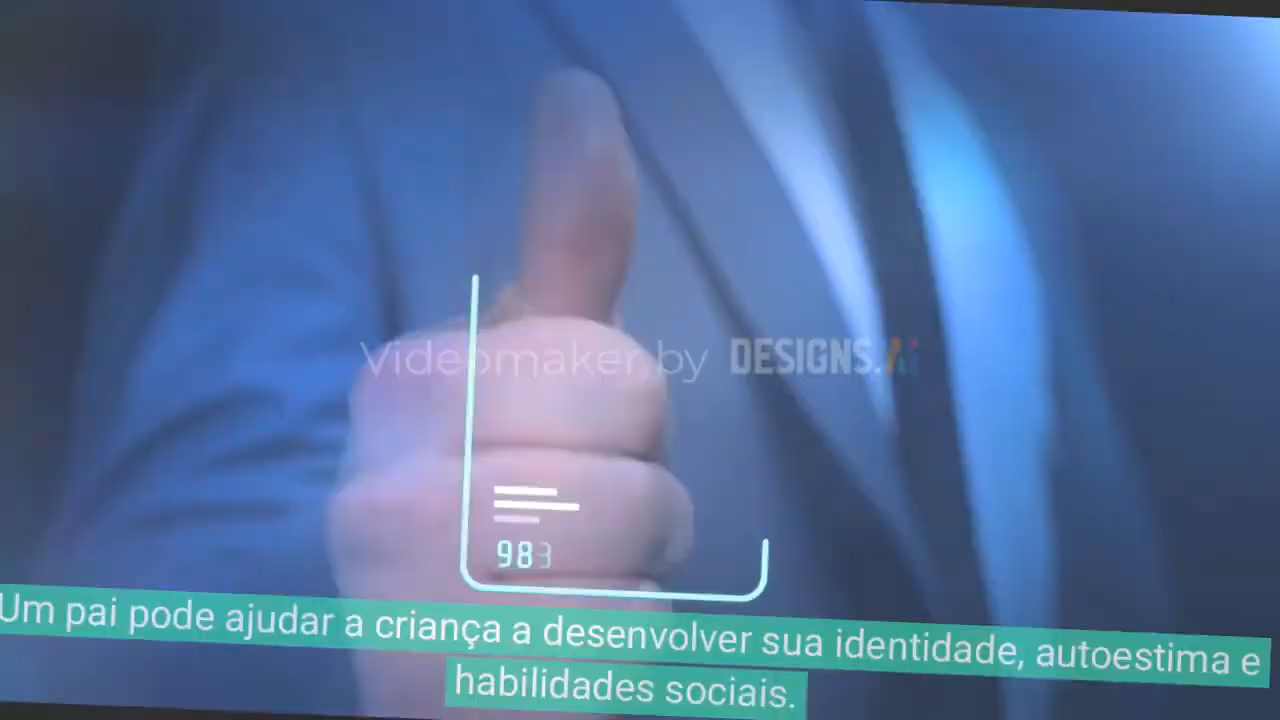 Videomaker by DESIGNS.AI
983
Um pai pode ajudar a criança a desenvolver sua identidade, autoestima e
habilidades sociais.